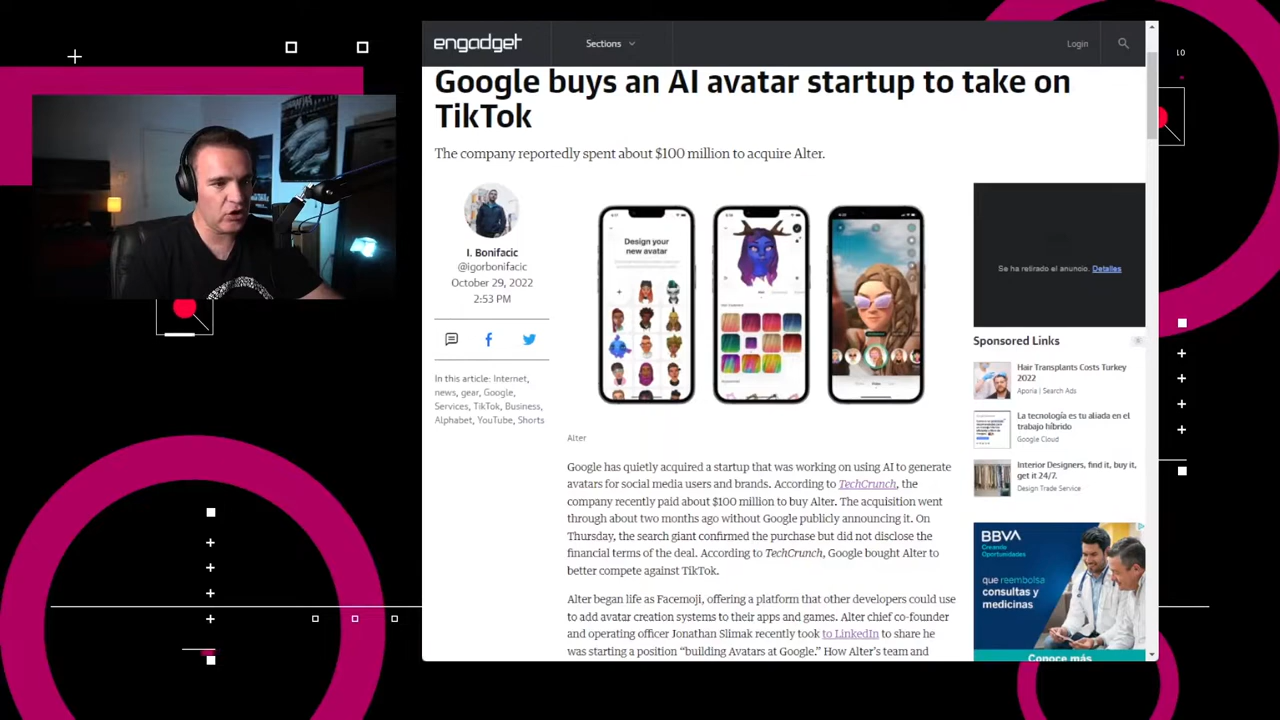 engadget
Sections
Login
Google buys an AI avatar startup to take on
TikTok
The company reportedly spent about $100 million to acquire Alter.
I. Bonifacic
@igorbonifacic
October 29, 2022
2:53 PM
In this article: Internet,
news, gear, Google,
Services, TikTok, Business,
Alphabet, YouTube, Shorts
Design your
new avatar
Alter
Google has quietly acquired a startup that was working on using AI to generate
avatars for social media users and brands. According to TechCrunch, the
company recently paid about $100 million to buy Alter. The acquisition went
through about two months ago without Google publicly announcing it. On
Thursday, the search giant confirmed the purchase but did not disclose the
financial terms of the deal. According to TechCrunch, Google bought Alter to
better compete against TikTok.
Alter began life as Facemoji, offering a platform that other developers could use
to add avatar creation systems to their apps and games. Alter chief co-founder
and operating officer Jonathan Slimak recently took to LinkedIn to share he
was starting a position “building Avatars at Google.” How Alter’s team and
Se ha retirado el anuncio. Detalles
Sponsored Links
Hair Transplants Costs Turkey
2022
Aporia | Search Ads
La tecnología es tu aliada en el
trabajo híbrido
Google Cloud
Interior Designers, find it, buy it,
get it 24/7.
Design Trade Service
BBVA
Creando
Oportunidades
que reembolsa
consultas y
medicinas
Conoce más
10